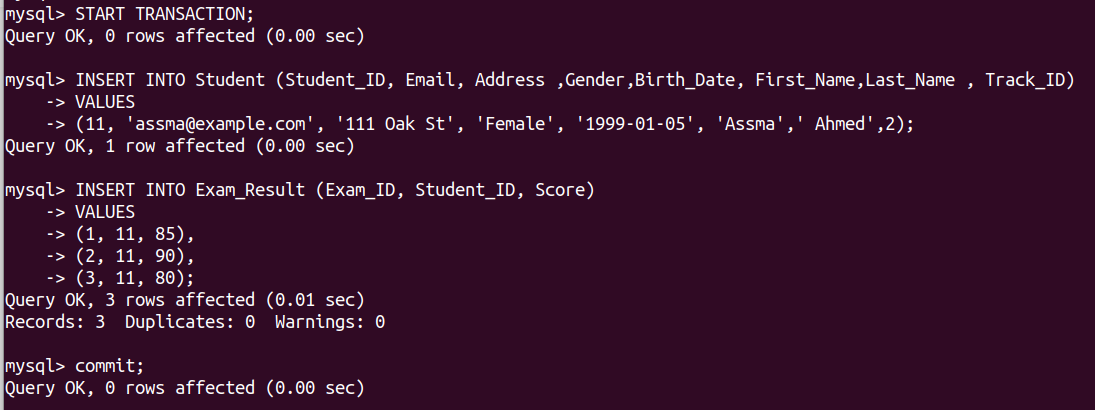 mysql> START TRANSACTION;
Query OK, 0 rows affected (0.00 sec)
mysql> INSERT INTO Student (Student_ID, Email, Address ,Gender,Birth_Date, First_Name,Last_Name , Track_ID)
    -> VALUES
    -> (11, 'assma@example.com', '111 Oak St', 'Female', '1999-01-05', 'Assma',' Ahmed',2);
Query OK, 1 row affected (0.00 sec)
mysql> INSERT INTO Exam_Result (Exam_ID, Student_ID, Score)
    -> VALUES
    -> (1, 11, 85),
    -> (2, 11, 90),
    -> (3, 11, 80);
Query OK, 3 rows affected (0.01 sec)
Records: 3  Duplicates: 0  Warnings: 0
mysql> commit;
Query OK, 0 rows affected (0.00 sec)